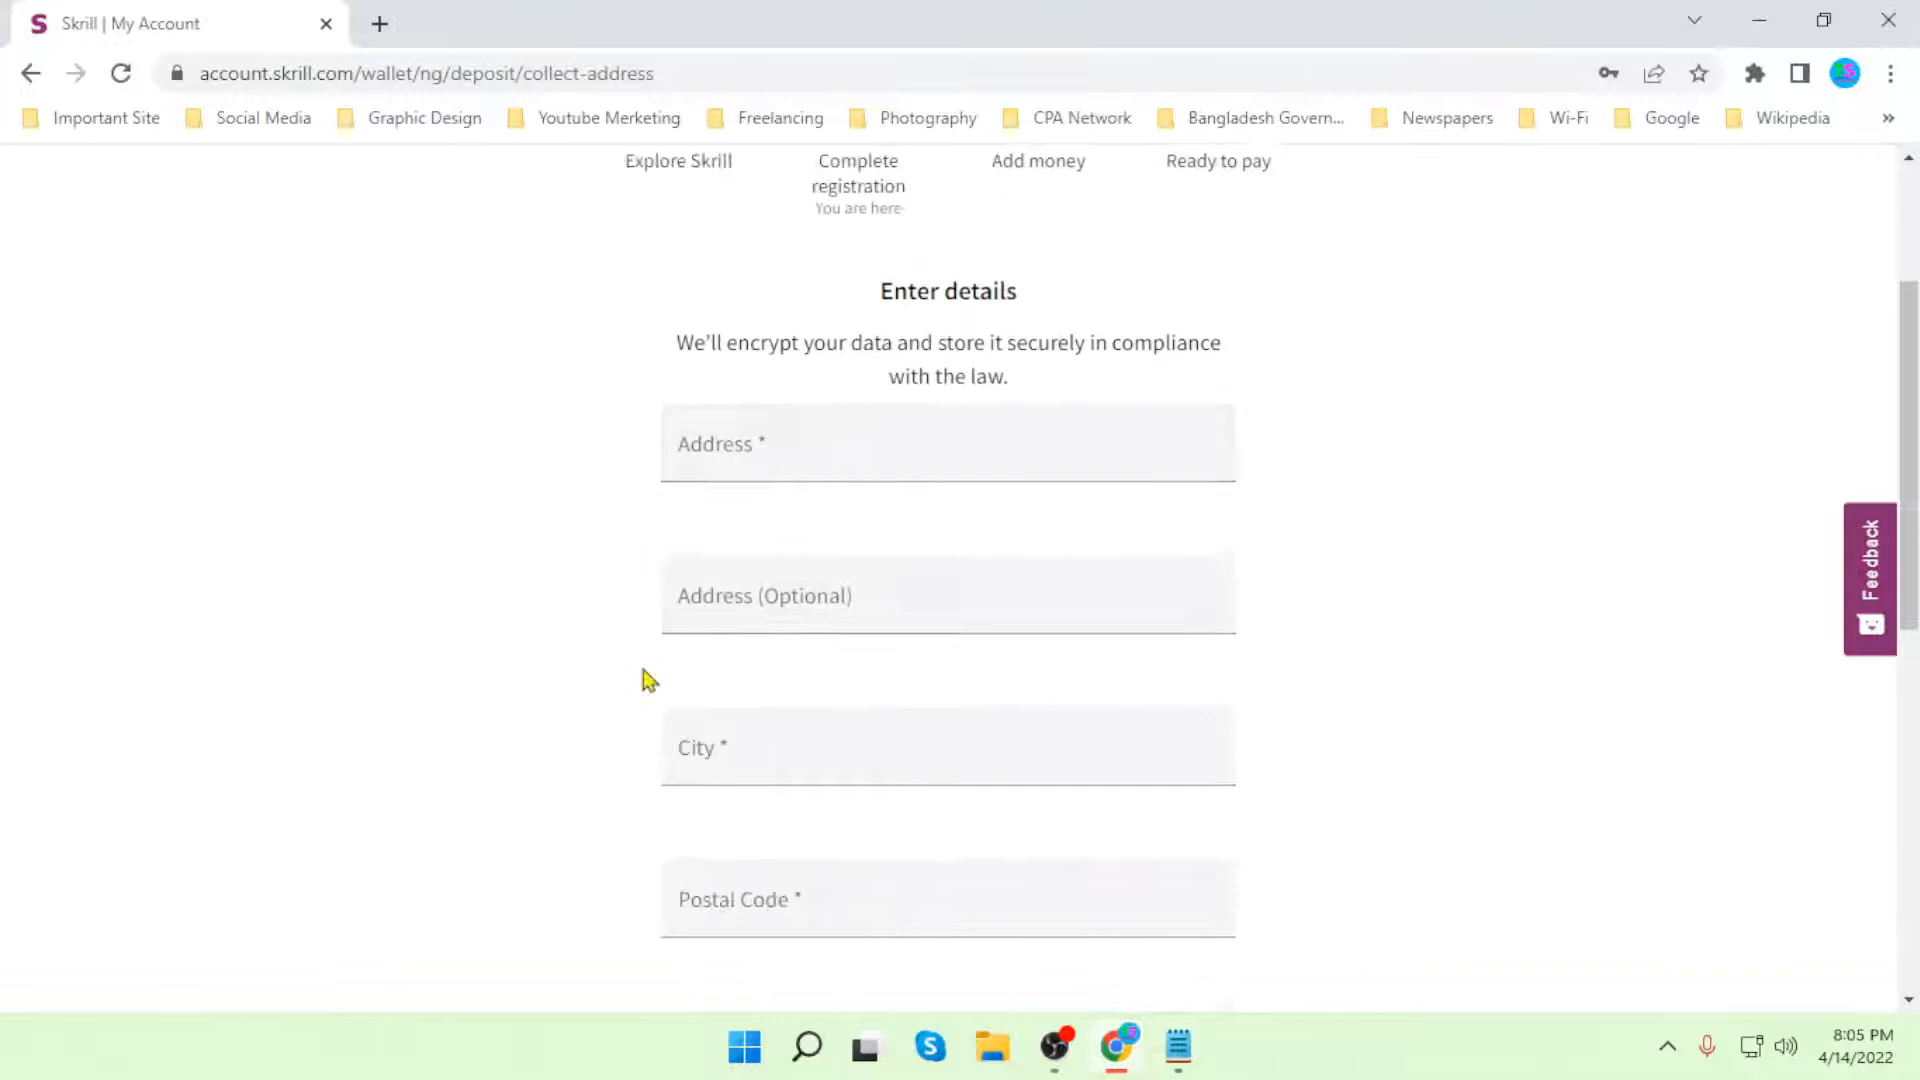 Skrill | My Account
account.skrill.com/wallet/ng/deposit/collect-address
Important Site
Social Media
Graphic Design
Youtube Merketing
Freelancing
Photography
CPA Network
Bangladesh Govern...
Newspapers
Wi-Fi
Google
Wikipedia
»
Explore Skrill
Complete
registration
You are here
Add money
Ready to pay
Enter details
We'll encrypt your data and store it securely in compliance
with the law.
Address *
Address (Optional)
City *
Postal Code *
Feedback
8:05 PM
4/14/2022